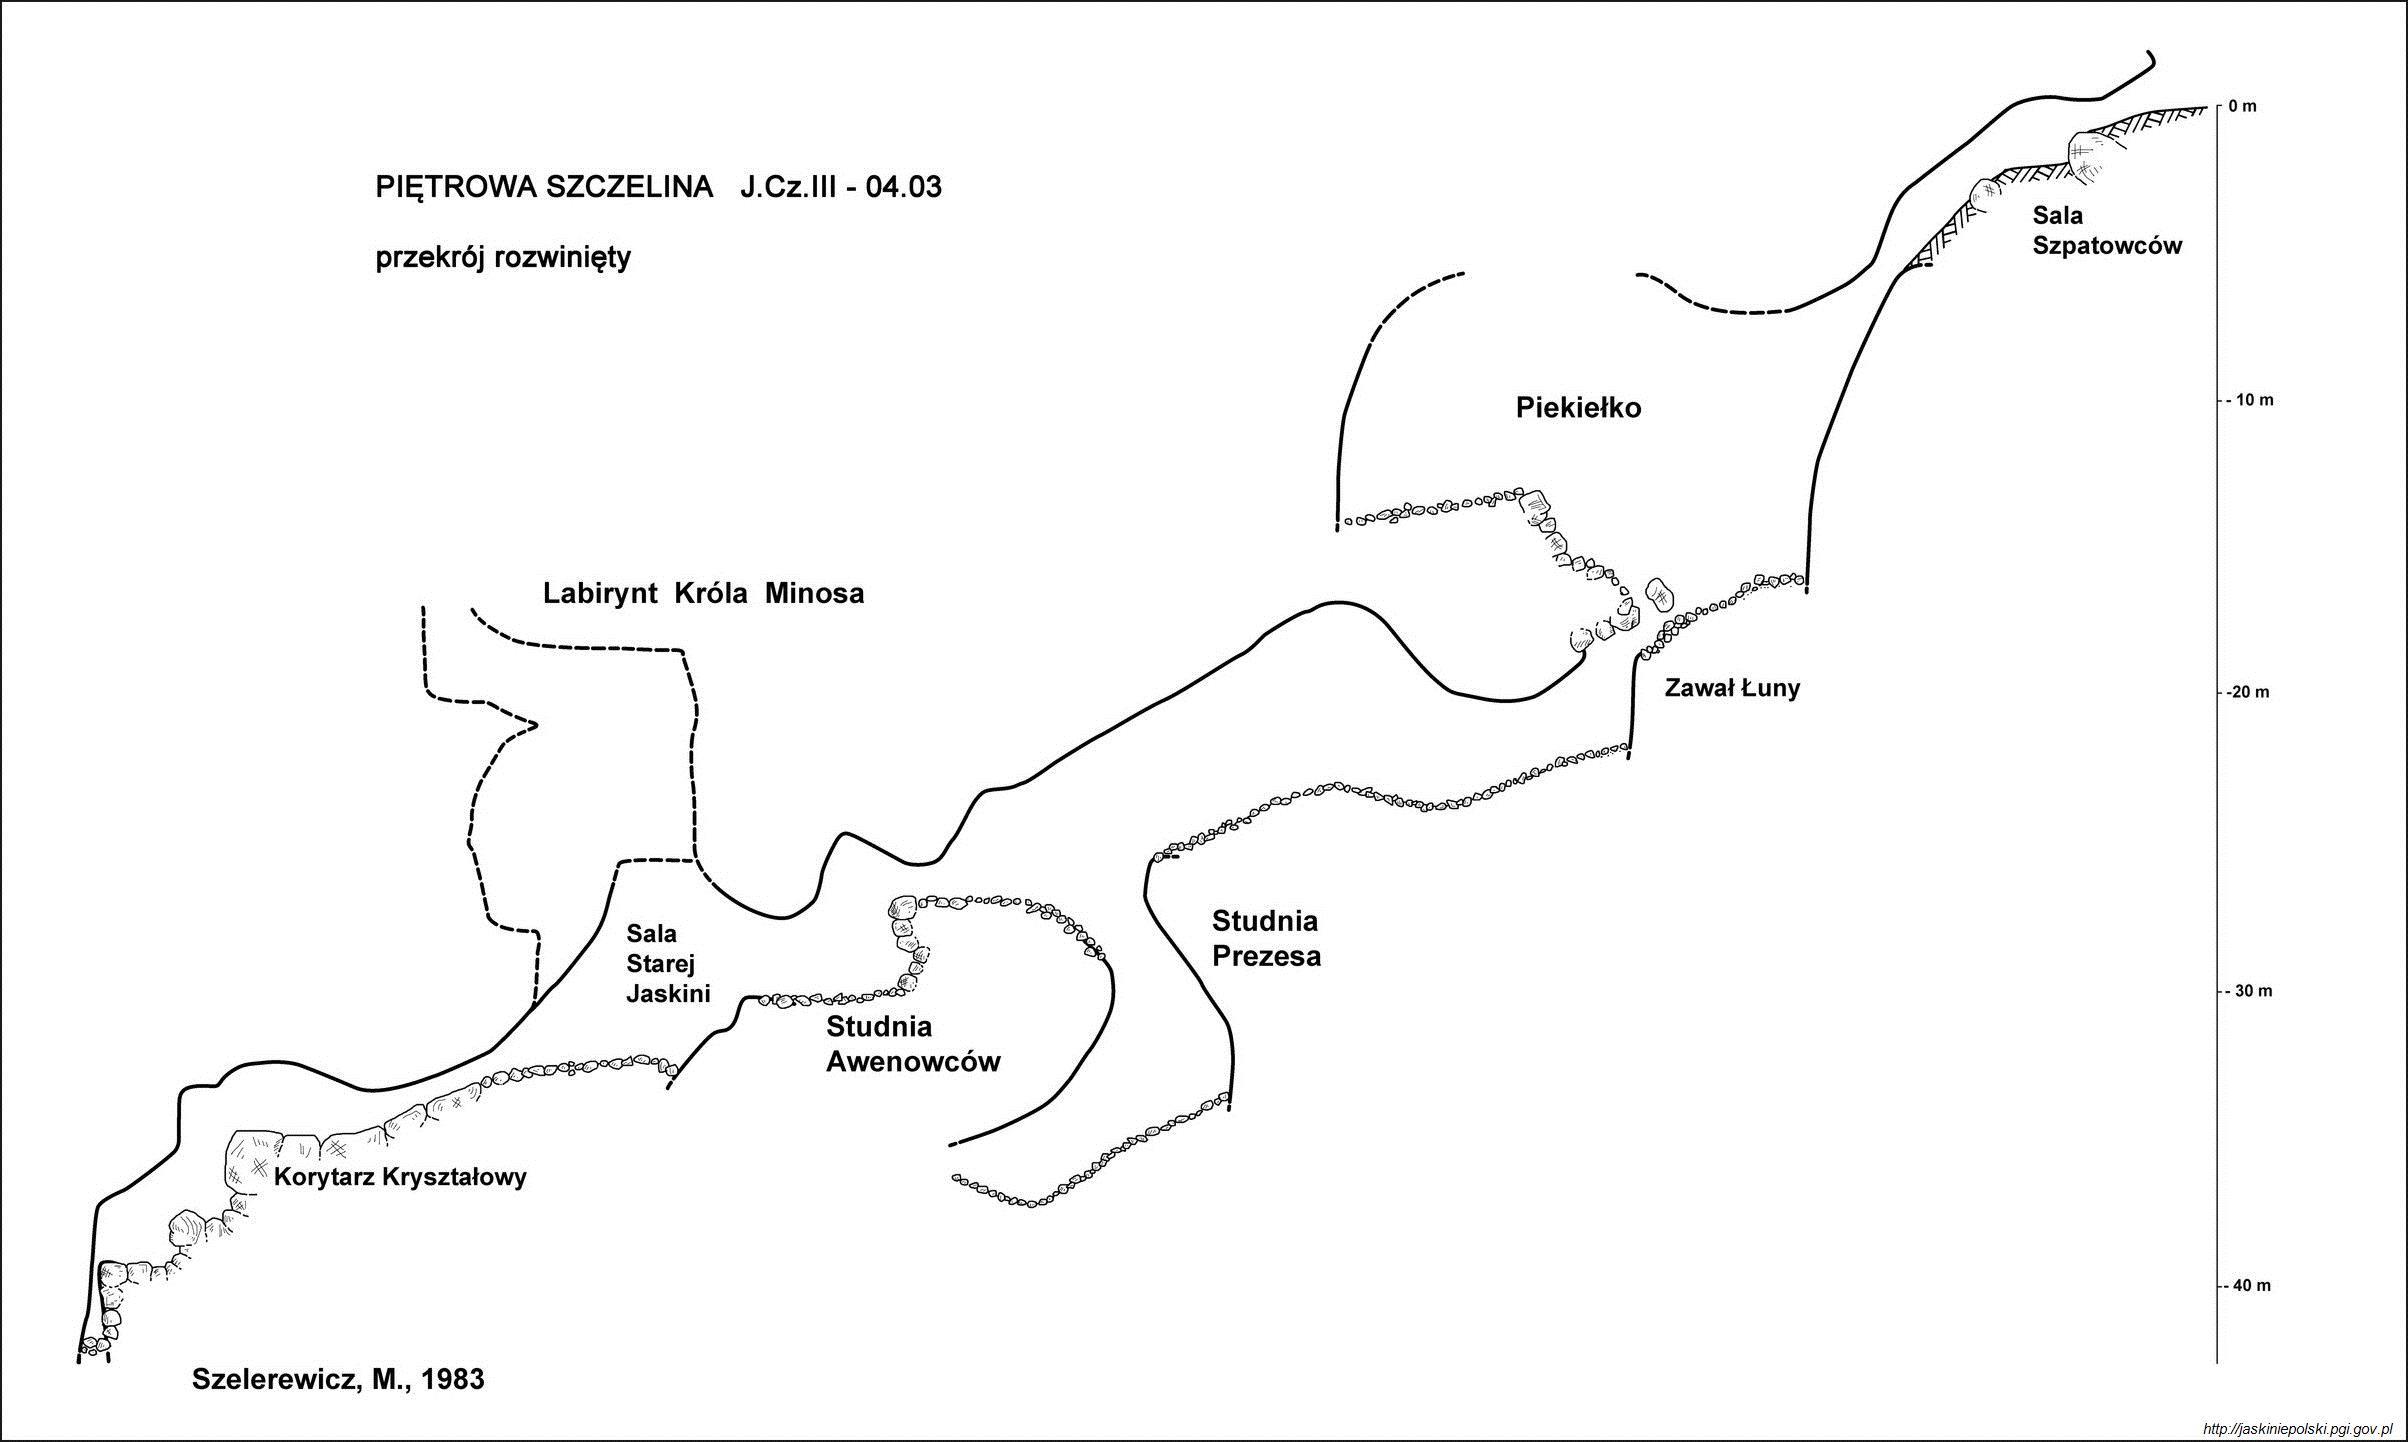 PIĘTROWA SZCZELINA J.Cz.III - 04.03
przekrój rozwinięty
0 m
Sala
Szpatowców
- 10 m
Piekiełko
Labirynt Króla Minosa
Zawał Łuny
-20 m
Studnia
Prezesa
Sala
Starej
Jaskini
- 30 m
Studnia
Awenowców
Korytarz Kryształowy
- 40 m
Szelerewicz, M., 1983
http://jaskiniepolski.pgi.gov.pl